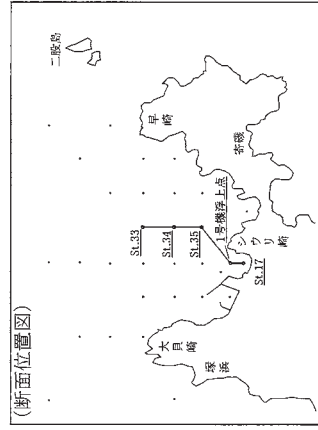 (断面位置図)
二股島
早崎
寄磯
St.33
St.34
St.35
1号機浮上点
シウリ崎
St.17
大貝崎
塚浜